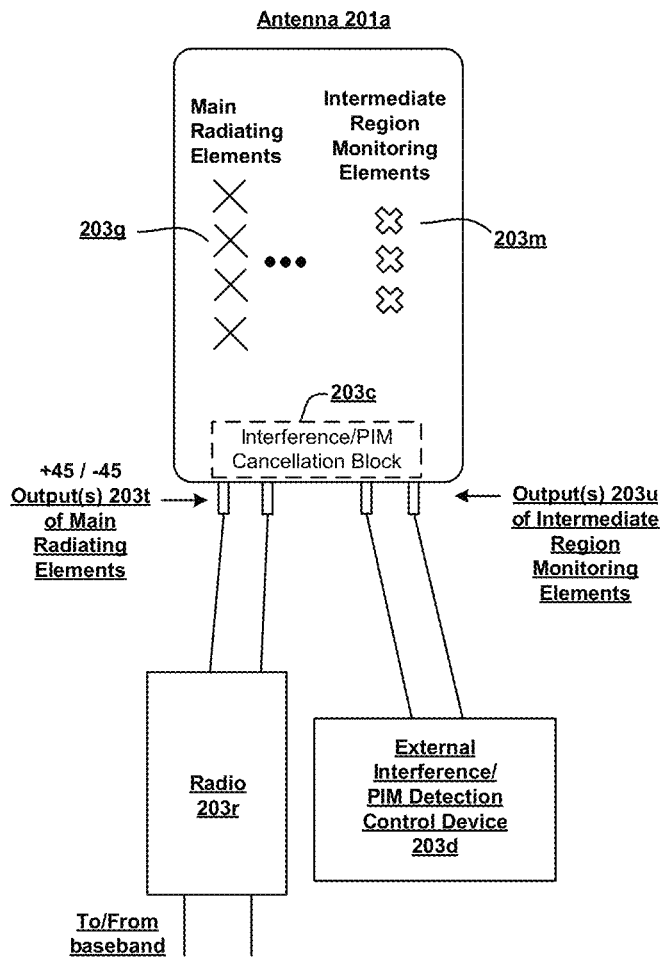 Antenna 201a
Main
Radiating
Elements
Intermediate
Region
Monitoring
Elements
203g
203m
203c
Interference/PIM
Cancellation Block
+45 / -45
Output(s) 203t
of Main
Radiating
Elements
Output(s) 203u
of Intermediate
Region
Monitoring
Elements
Radio
203r
External
Interference/
PIM Detection
Control Device
203d
To/From
baseband